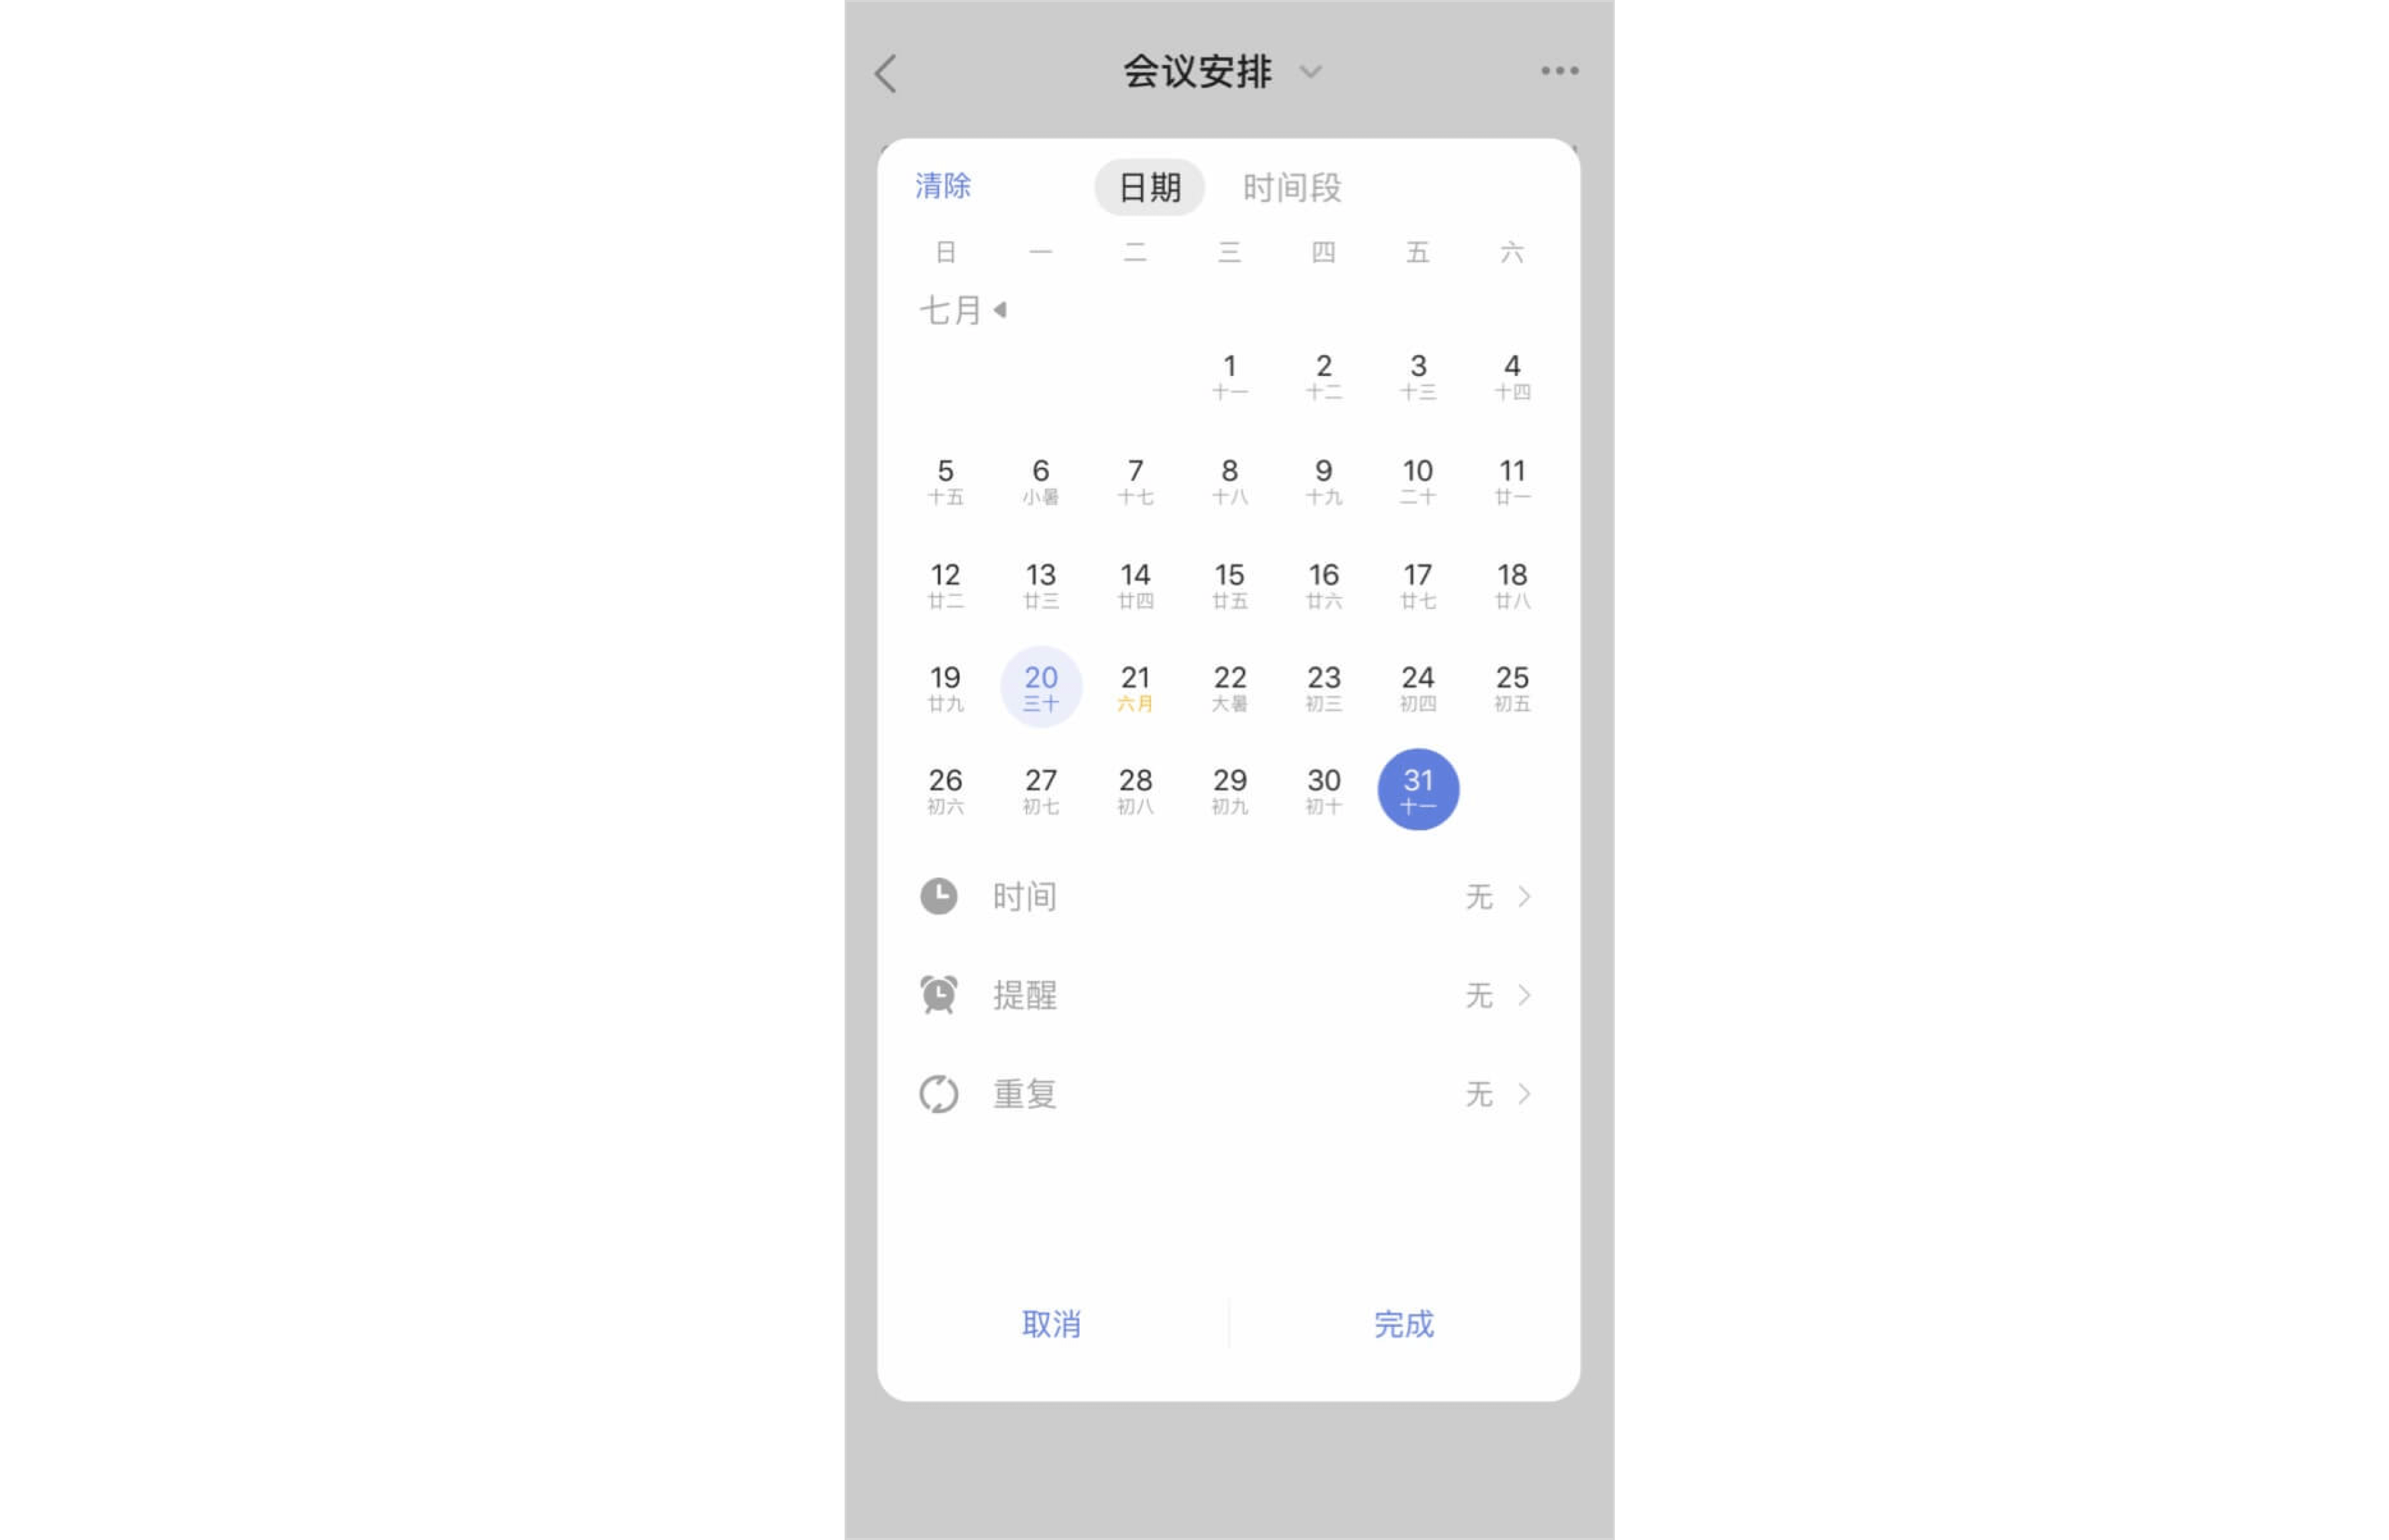 会议安排
清除 日期 时间段
日 一 二 三 四 五 六
七月
1 2 3 4
十一 十二 十三 十四
5 6 7 8 9 10 11
十五 小暑 十七 十八 十九 二十 廿一
12 13 14 15 16 17 18
廿二 廿三 廿四 廿五 廿六 廿七 廿八
19 20 21 22 23 24 25
廿九 三十 六月 大暑 初三 初四 初五
26 27 28 29 30 31
初六 初七 初八 初九 初十 十一
时间 无
提醒 无
重复 无
取消 完成